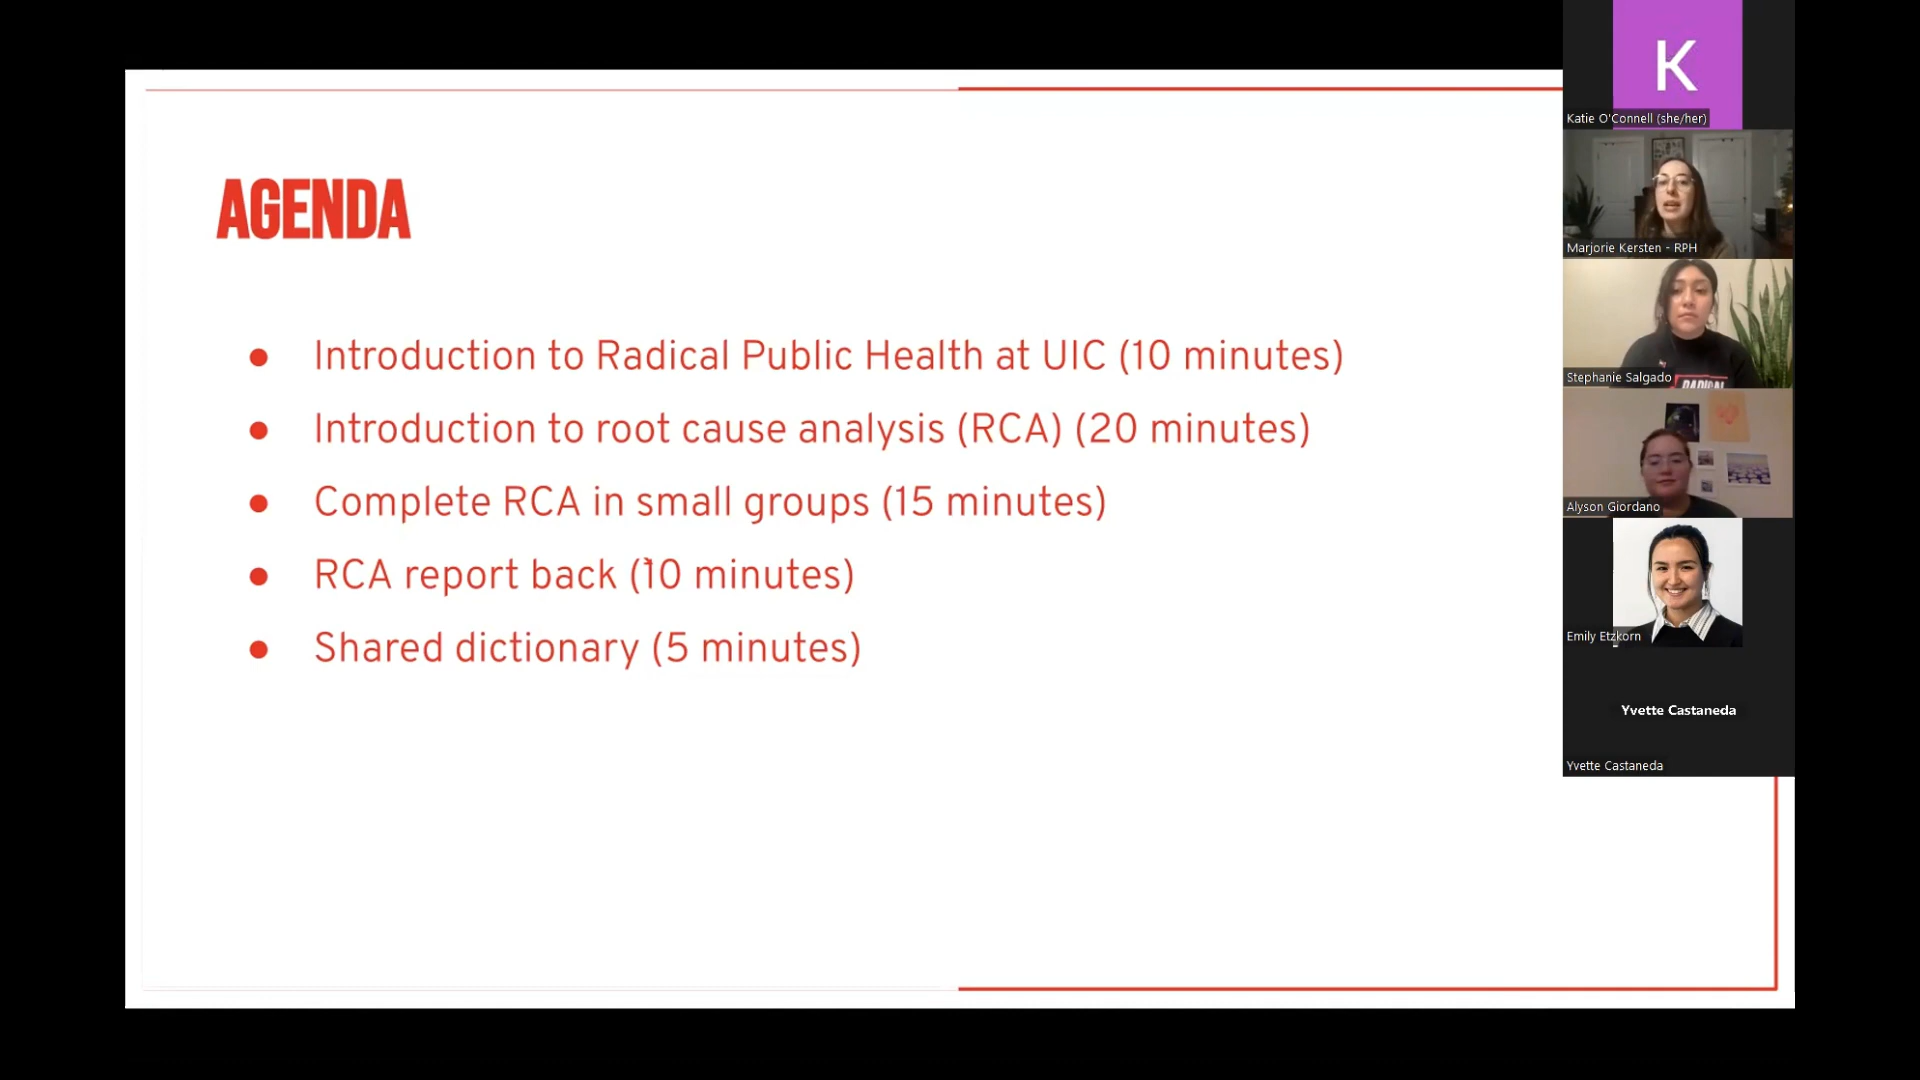 AGENDA
● Introduction to Radical Public Health at UIC (10 minutes)
● Introduction to root cause analysis (RCA) (20 minutes)
● Complete RCA in small groups (15 minutes)
● RCA report back (10 minutes)
● Shared dictionary (5 minutes)
K
Katie O'Connell (she/her)
Marjorie Kersten - RPH
RADICAL
Stephanie Salgado
Alyson Giordano
Emily Etzkorn
Yvette Castaneda
Yvette Castaneda